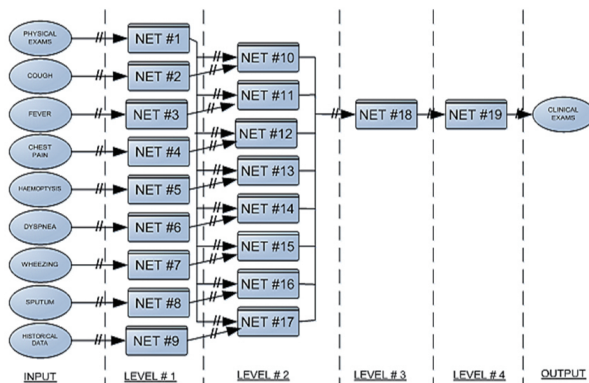 PHYSICAL
EXAMS
NET #1
COUGH
NET #2
NET #10
FEVER
NET #3
NET #11
CHEST
PAIN
NET #4
NET #12
NET #18
NET #19
CLINICAL
EXAMS
HAEMOPTYSIS
NET #5
NET #13
DYSPNEA
NET #6
NET #14
WHEEZING
NET #7
NET #15
SPUTUM
NET #8
NET #16
HISTORICAL
DATA
NET #9
NET #17
INPUT
LEVEL # 1
LEVEL # 2
LEVEL # 3
LEVEL # 4
OUTPUT